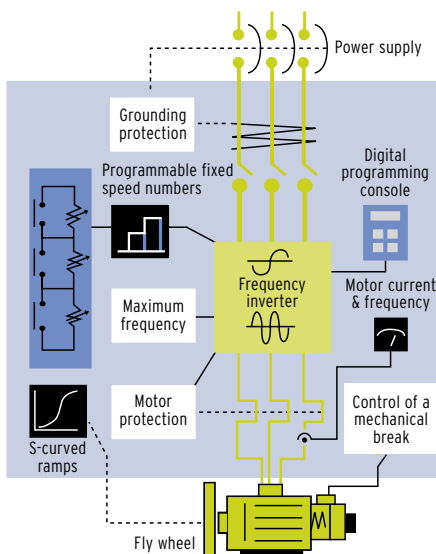 Power supply
Grounding
protection
Programmable fixed
speed numbers
Digital
programming
console
Frequency
inverter
Motor current
& frequency
Maximum
frequency
Motor
protection
Control of a
mechanical
break
S-curved
ramps
Fly wheel